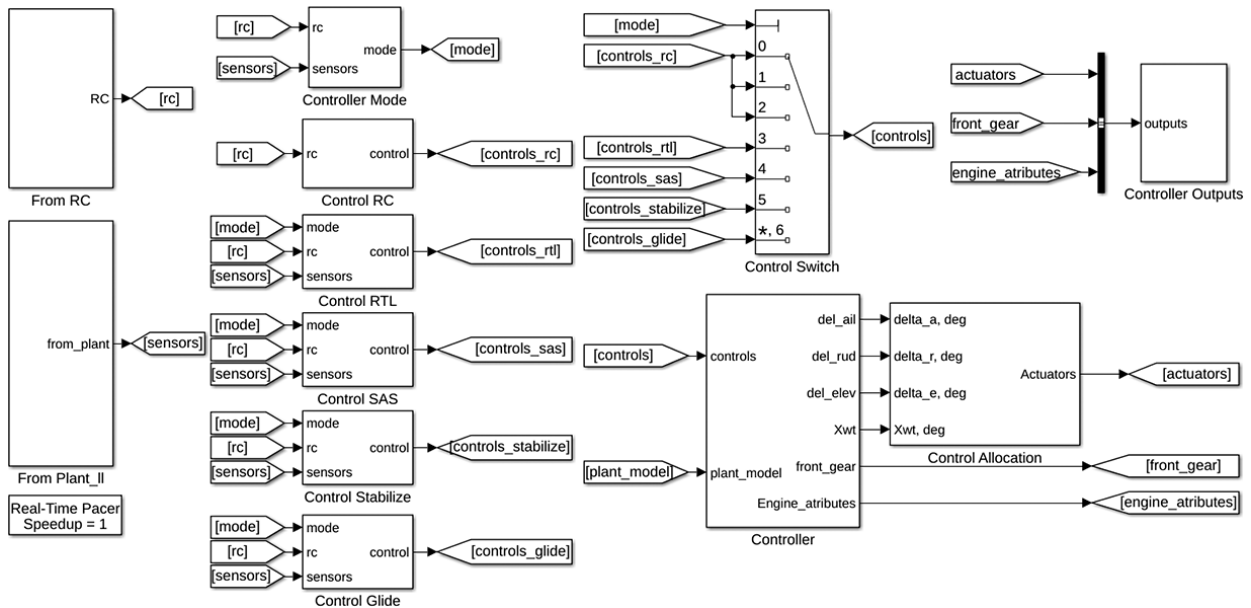 RC
[rc]
From RC
from_plant
[sensors]
From Plant_ll
Real-Time Pacer
Speedup = 1
[rc]
[sensors]
rc
sensors
mode
[mode]
Controller Mode
[rc]
rc
control
[controls_rc]
Control RC
[mode]
[rc]
[sensors]
mode
rc
sensors
control
[controls_rtl]
Control RTL
[mode]
[rc]
[sensors]
mode
rc
sensors
control
[controls_sas]
Control SAS
[mode]
[rc]
[sensors]
mode
rc
sensors
control
[controls_stabilize]
Control Stabilize
[mode]
[rc]
[sensors]
mode
rc
sensors
control
[controls_glide]
Control Glide
[mode]
[controls_rc]
[controls_rtl]
[controls_sas]
[controls_stabilize]
[controls_glide]
0
1
2
3
4
5
*, 6
[controls]
Control Switch
actuators
front_gear
engine_atributes
outputs
Controller Outputs
[controls]
[plant_model]
controls
plant_model
del_ail
del_rud
del_elev
Xwt
front_gear
Engine_atributes
Controller
delta_a, deg
delta_r, deg
delta_e, deg
Xwt, deg
Actuators
Control Allocation
[actuators]
[front_gear]
[engine_atributes]